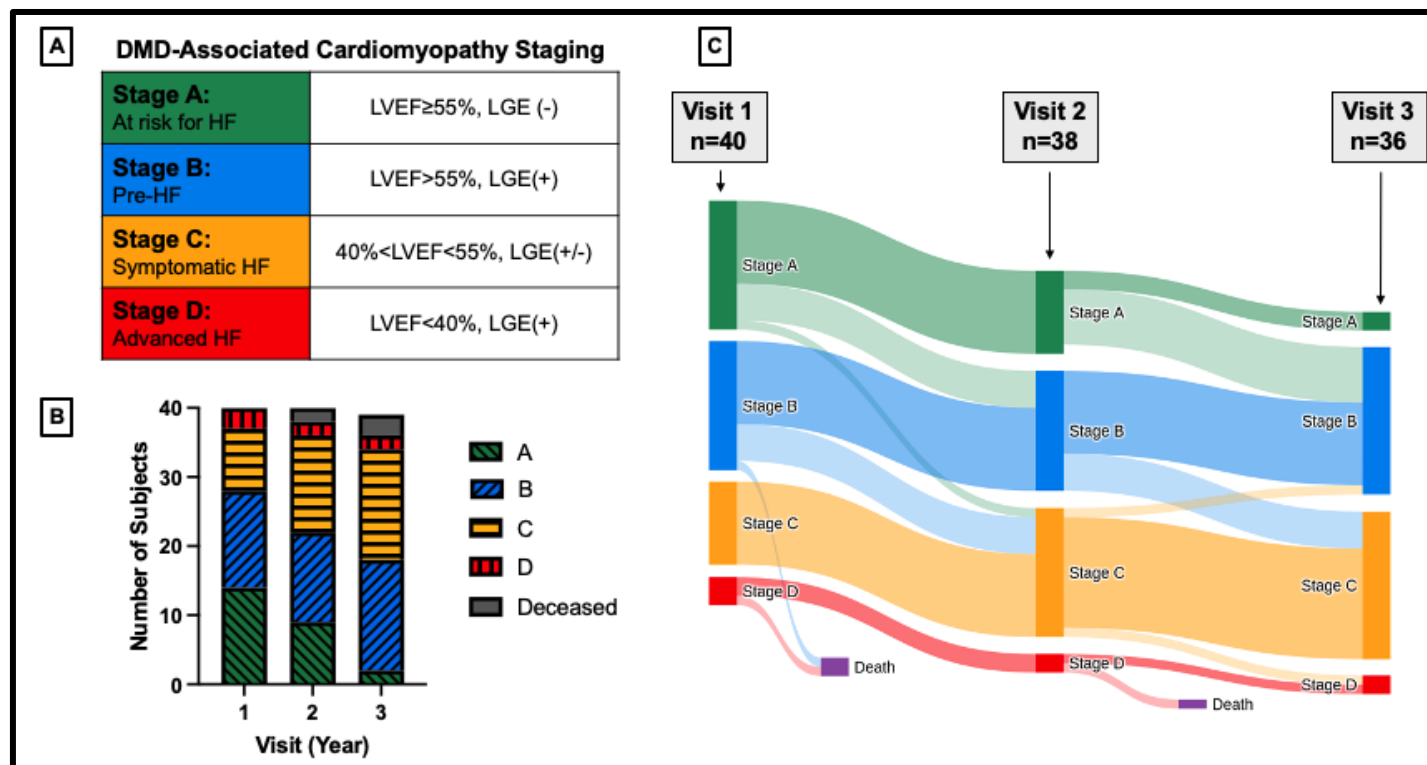 A
DMD-Associated Cardiomyopathy Staging
Stage A:
At risk for HF
LVEF≥55%, LGE (-)
Stage B:
Pre-HF
LVEF>55%, LGE(+)
Stage C:
Symptomatic HF
40%<LVEF<55%, LGE(+/-)
Stage D:
Advanced HF
LVEF<40%, LGE(+)
B
Number of Subjects
40
30
20
10
0
1
2
3
Visit (Year)
A
B
C
D
Deceased
C
Visit 1
n=40
Visit 2
n=38
Visit 3
n=36
Stage A
Stage B
Stage C
Stage D
Death
Stage A
Stage B
Stage C
Stage D
Death
Stage A
Stage B
Stage C
Stage D